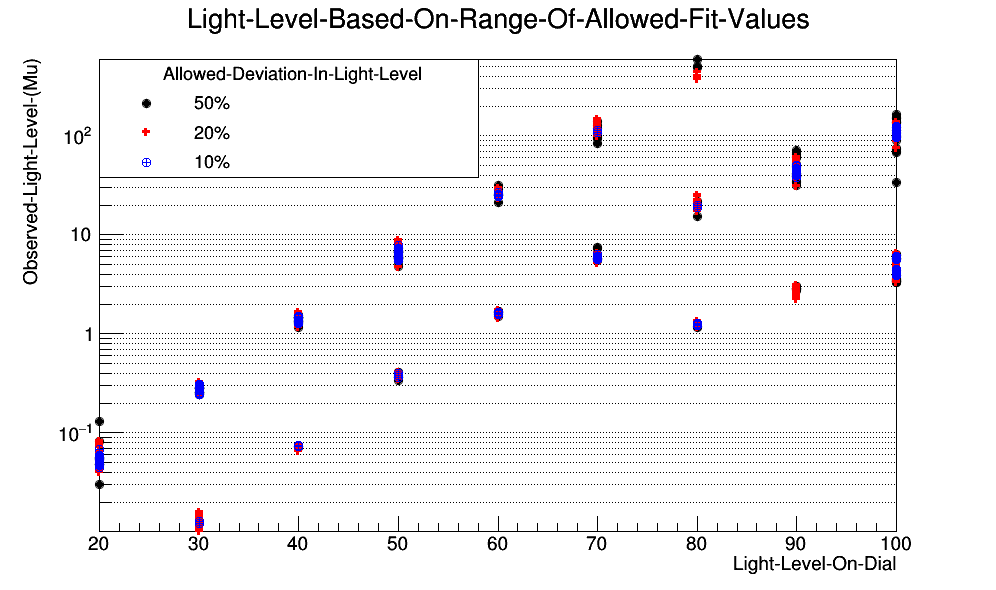 Light-Level-Based-On-Range-Of-Allowed-Fit-Values
Observed-Light-Level-(Mu)
Allowed-Deviation-In-Light-Level
50%
20%
10%
10²
10
1
10⁻¹
20 30 40 50 60 70 80 90 100
Light-Level-On-Dial